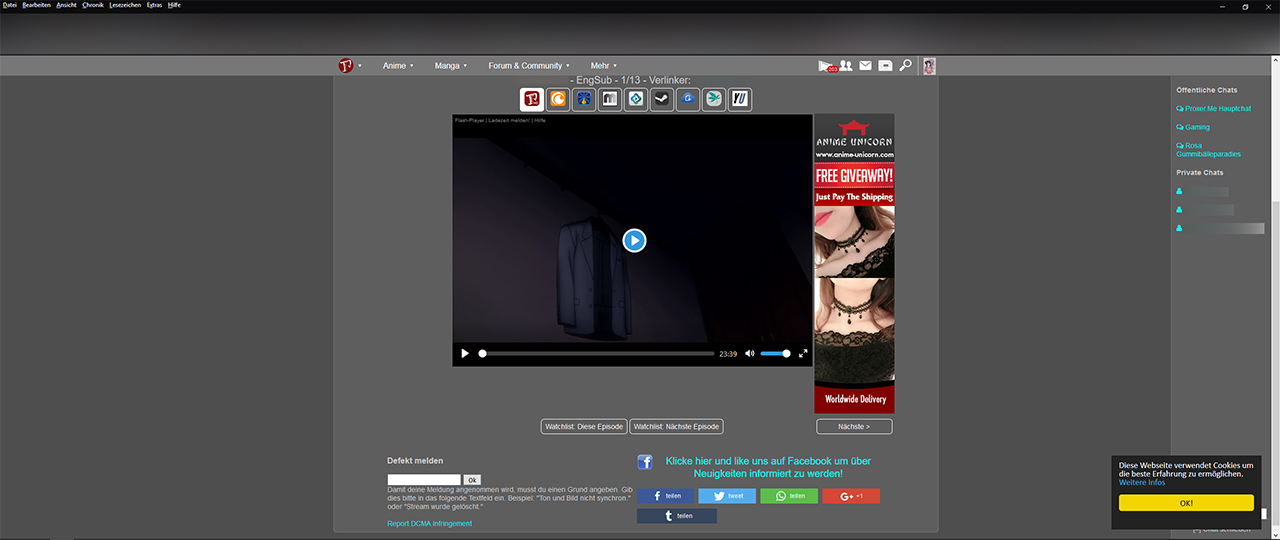 Datei Bearbeiten Ansicht Chronik Lesezeichen Extras Hilfe
Anime Manga Forum & Community Mehr
203
- EngSub - 1/13 - Verlinker:
Flash-Player | Ladezeit melden! | Hilfe
23:39
ANIME UNICORN
www.anime-unicorn.com
FREE GIVEAWAY!
Just Pay The Shipping
Worldwide Delivery
Watchlist: Diese Episode Watchlist: Nächste Episode Nächste >
Defekt melden
Ok
Damit deine Meldung angenommen wird, musst du einen Grund angeben. Gib
dies bitte in das folgende Textfeld ein. Beispiel: "Ton und Bild nicht synchron."
oder "Stream wurde gelöscht."
Report DCMA Infringement
Klicke hier und like uns auf Facebook um über
Neuigkeiten informiert zu werden!
teilen tweet teilen +1
teilen
Öffentliche Chats
Proxer.Me Hauptchat
Gaming
Rosa
Gummibälleparadies
Private Chats
Diese Webseite verwendet Cookies um
die beste Erfahrung zu ermöglichen.
Weitere Infos
OK!